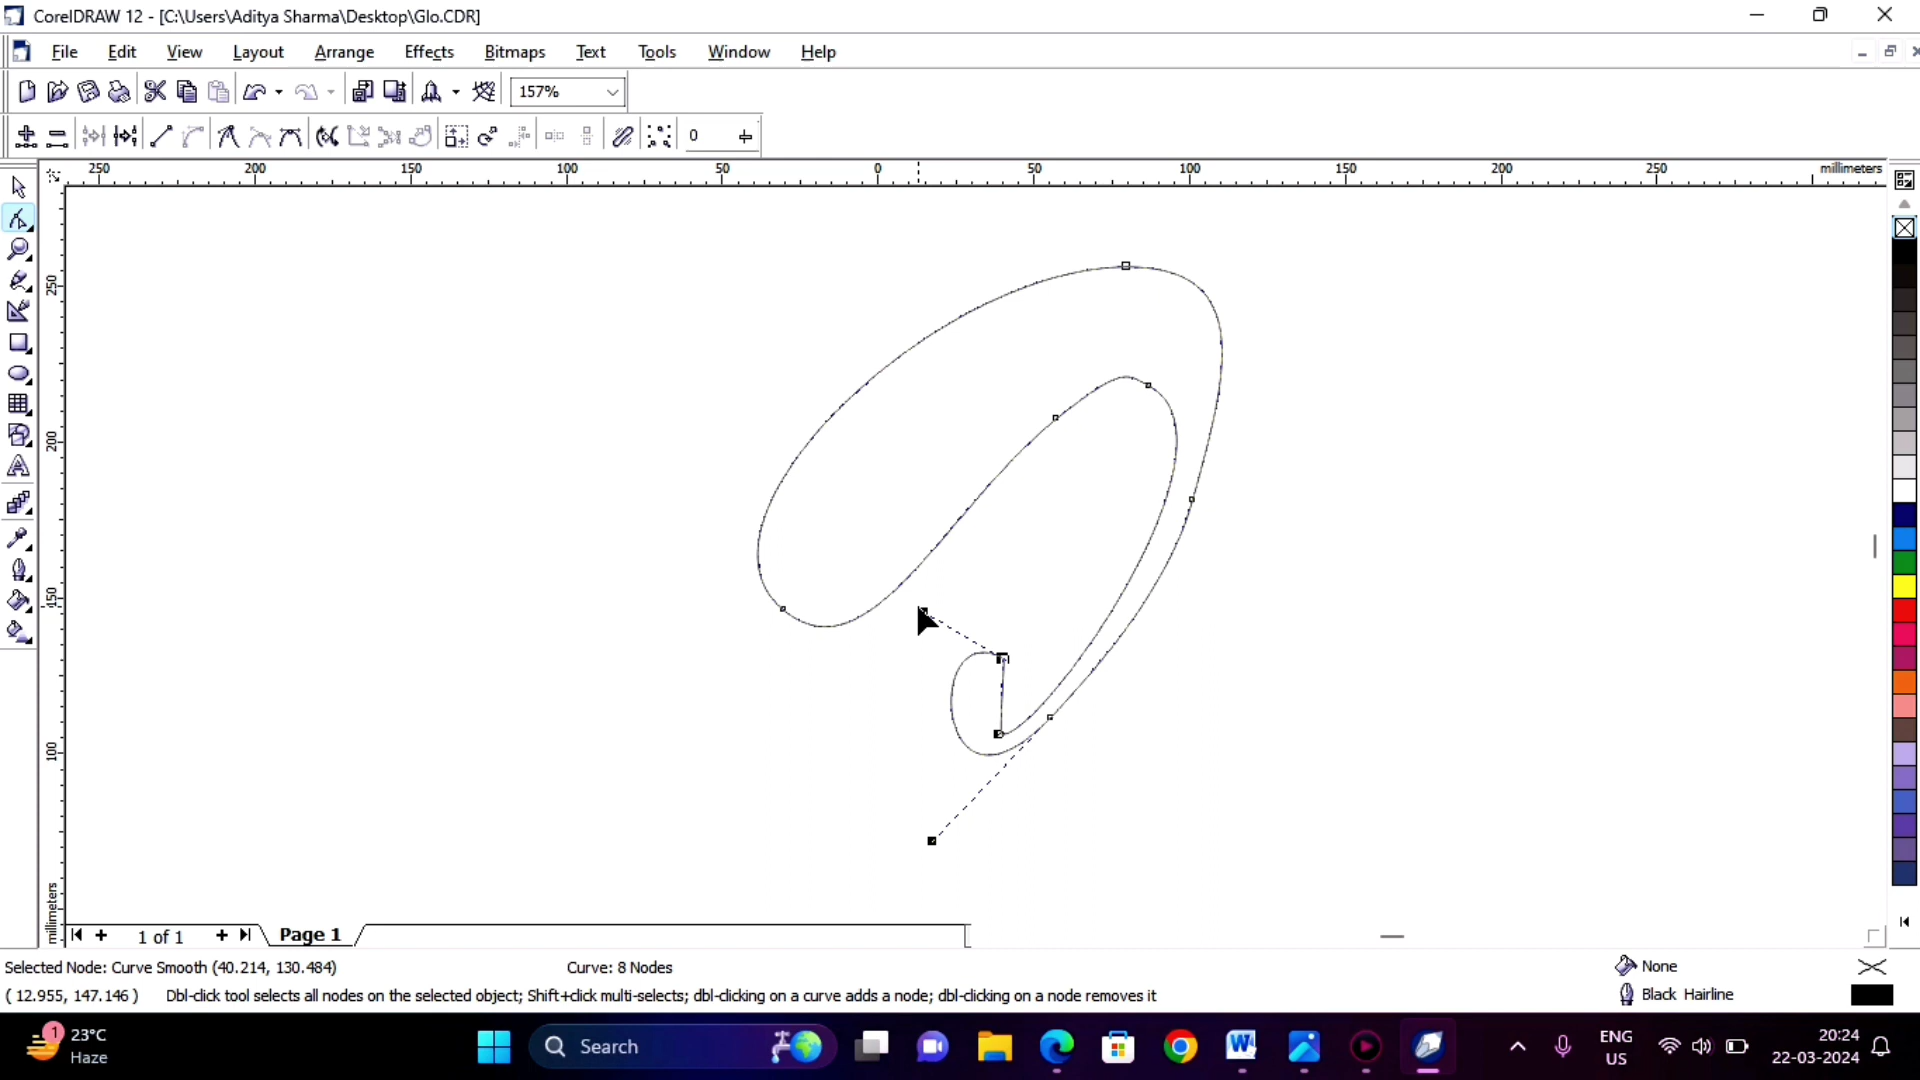 CorelDRAW 12 - [C:\Users\Aditya Sharma\Desktop\Glo.CDR]
File Edit View Layout Arrange Effects Bitmaps Text Tools Window Help
157%
0
250 200 150 100 50 0 50 100 150 200 250 millimeters
250
200
150
100
millimeters
1 of 1 Page 1
Selected Node: Curve Smooth (40.214, 130.484) Curve: 8 Nodes None
( 12.955, 147.146 ) Dbl-click tool selects all nodes on the selected object; Shift+click multi-selects; dbl-clicking on a curve adds a node; dbl-clicking on a node removes it Black Hairline
1 23°C
Haze
Search
ENG
US
20:24
22-03-2024